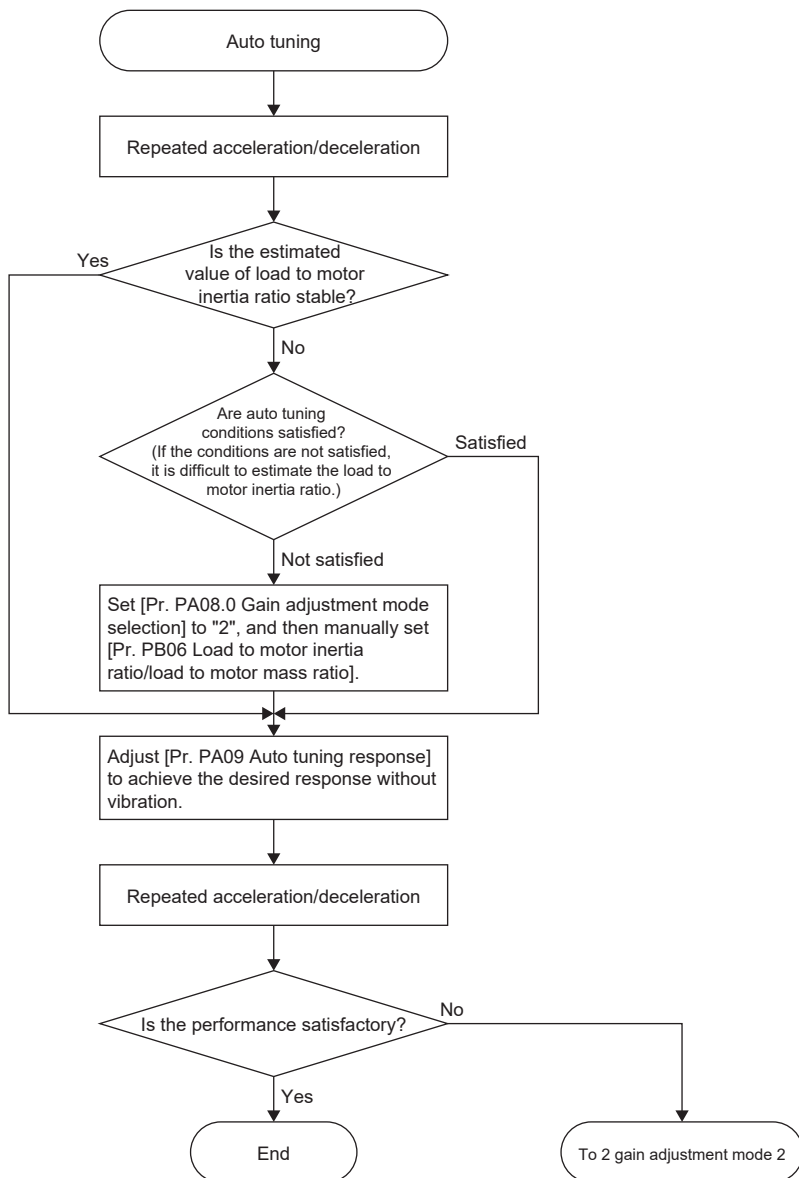 Auto tuning
Repeated acceleration/deceleration
Is the estimated
value of load to motor
inertia ratio stable?
Yes
No
Are auto tuning
conditions satisfied?
(If the conditions are not satisfied,
it is difficult to estimate the load to
motor inertia ratio.)
Satisfied
Not satisfied
Set [Pr. PA08.0 Gain adjustment mode
selection] to "2", and then manually set
[Pr. PB06 Load to motor inertia
ratio/load to motor mass ratio].
Adjust [Pr. PA09 Auto tuning response]
to achieve the desired response without
vibration.
Repeated acceleration/deceleration
Is the performance satisfactory?
No
Yes
End
To 2 gain adjustment mode 2